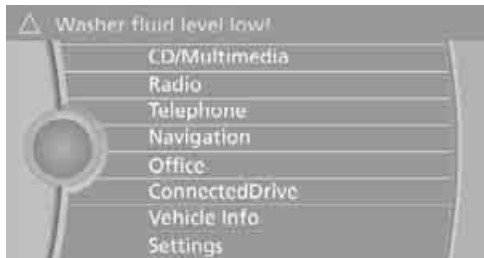 Washer fluid level low!
CD/Multimedia
Radio
Telephone
Navigation
Office
ConnectedDrive
Vehicle Info
Settings